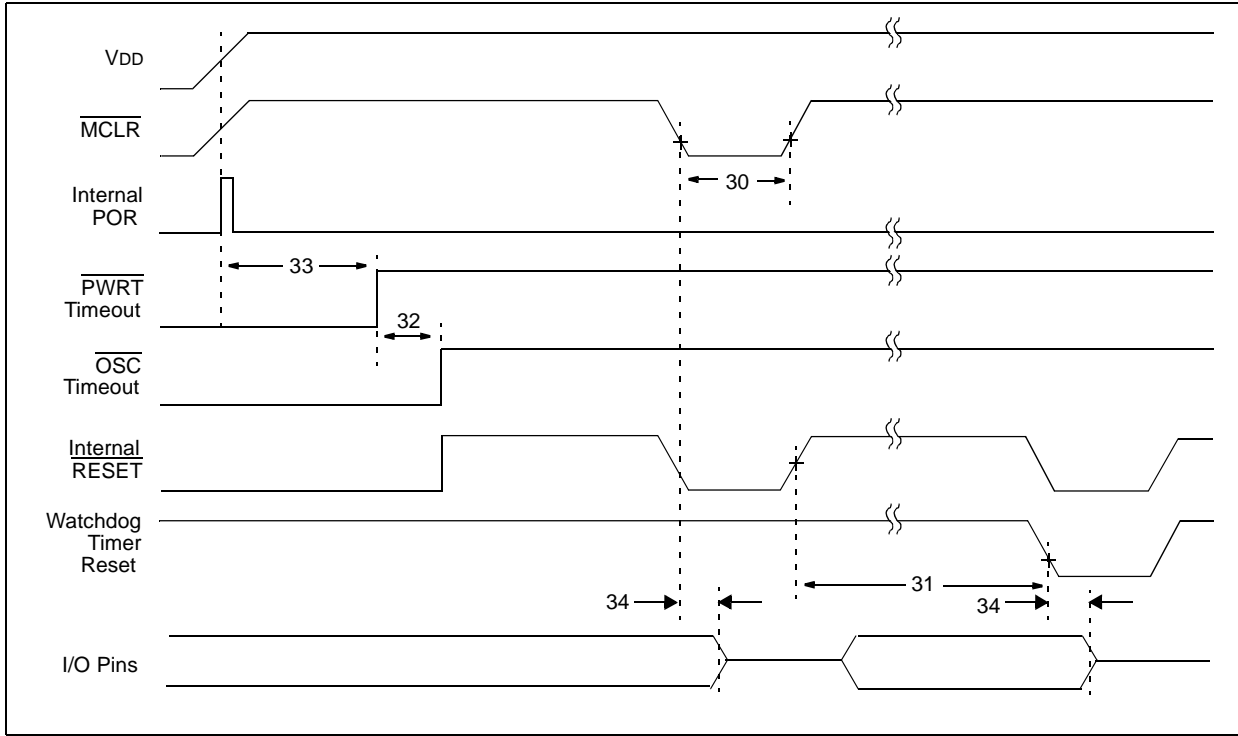 VDD
MCLR
30
Internal
POR
33
PWRT
Timeout
32
OSC
Timeout
Internal
RESET
Watchdog
Timer
Reset
31
34
34
I/O Pins